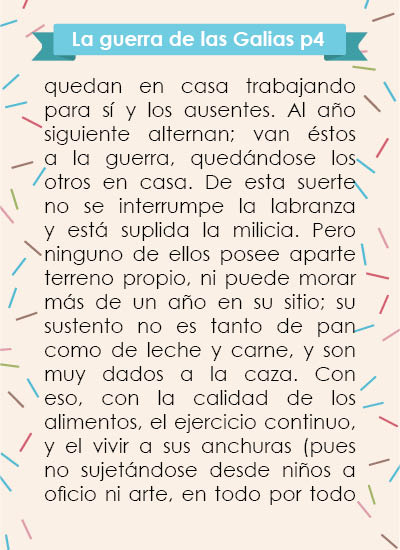 La guerra de las Galias p4
quedan en casa trabajando
para sí y los ausentes. Al año
siguiente alternan; van éstos
a la guerra, quedándose los
otros en casa. De esta suerte
no se interrumpe la labranza
y está suplida la milicia. Pero
ninguno de ellos posee aparte
terreno propio, ni puede morar
más de un año en su sitio; su
sustento no es tanto de pan
como de leche y carne, y son
muy dados a la caza. Con
eso, con la calidad de los
alimentos, el ejercicio continuo,
y el vivir a sus anchuras (pues
no sujetándose desde niños a
oficio ni arte, en todo por todo